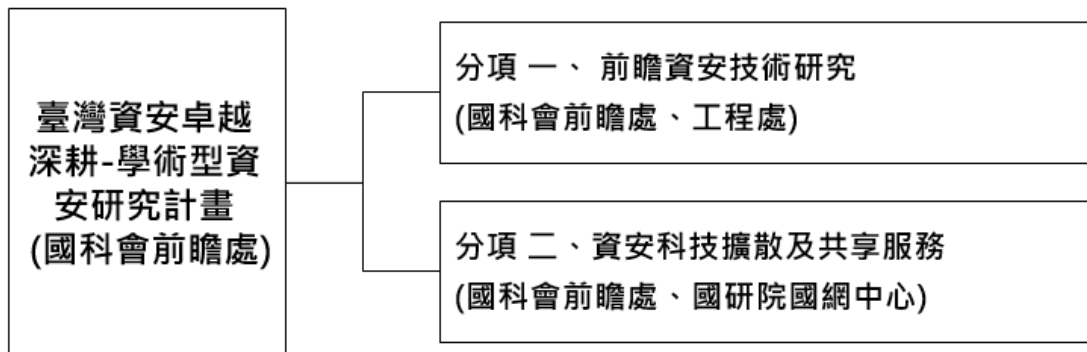 臺灣資安卓越
深耕-學術型資
安研究計畫
(國科會前瞻處)
分項 一、 前瞻資安技術研究
(國科會前瞻處、工程處)
分項 二、資安科技擴散及共享服務
(國科會前瞻處、國研院國網中心)